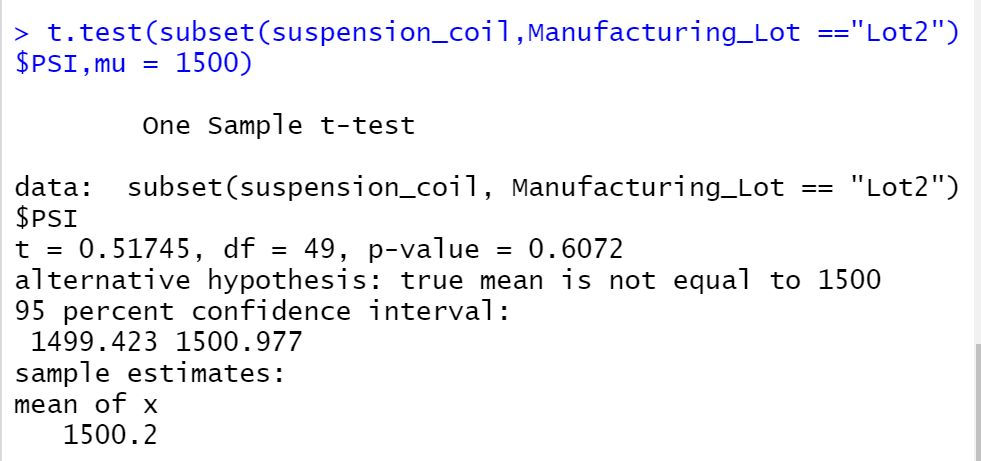 > t.test(subset(suspension_coil,Manufacturing_Lot =="Lot2")
$PSI,mu = 1500)
One Sample t-test
data:  subset(suspension_coil, Manufacturing_Lot == "Lot2")
$PSI
t = 0.51745, df = 49, p-value = 0.6072
alternative hypothesis: true mean is not equal to 1500
95 percent confidence interval:
1499.423 1500.977
sample estimates:
mean of x
1500.2